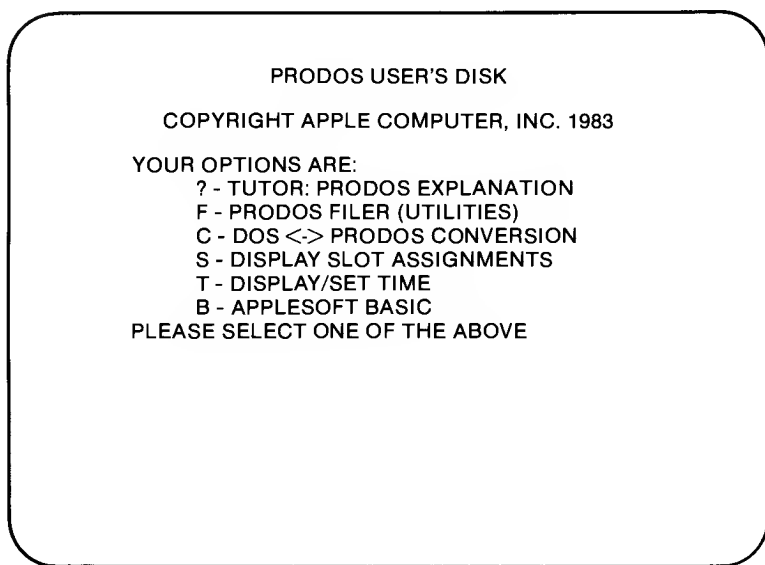 PRODOS USER'S DISK
COPYRIGHT APPLE COMPUTER, INC. 1983
YOUR OPTIONS ARE:
? - TUTOR: PRODOS EXPLANATION
F - PRODOS FILER (UTILITIES)
C - DOS <-> PRODOS CONVERSION
S - DISPLAY SLOT ASSIGNMENTS
T - DISPLAY/SET TIME
B - APPLESOFT BASIC
PLEASE SELECT ONE OF THE ABOVE